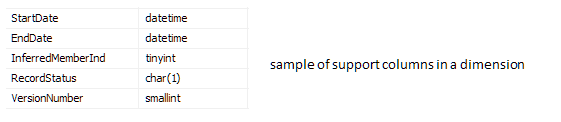 StartDate datetime
EndDate datetime
InferredMemberInd tinyint
RecordStatus char(1)
VersionNumber smallint
sample of support columns in a dimension